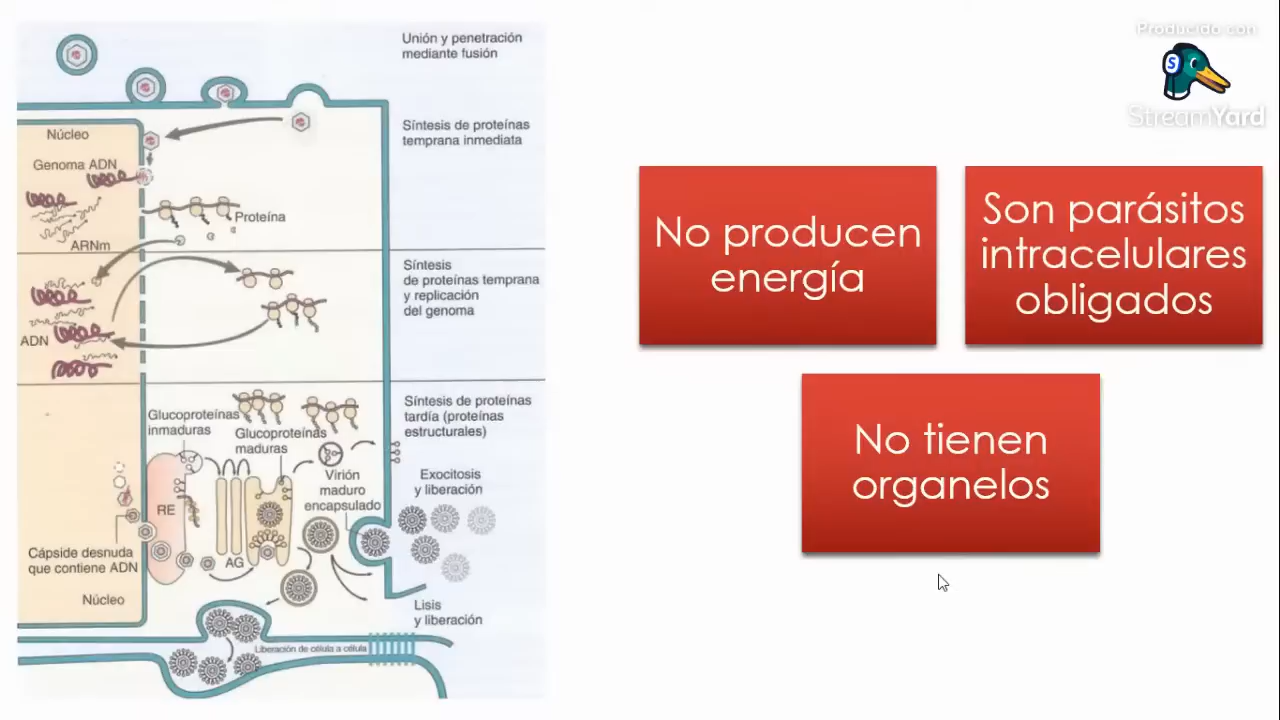 Unión y penetración
mediante fusión
Núcleo
Síntesis de proteínas
temprana inmediata
Genoma ADN
Proteína
ARNm
Síntesis
de proteínas temprana
y replicación
del genoma
ADN
Síntesis de proteínas
tardía (proteínas
estructurales)
Glucoproteínas
inmaduras
Glucoproteínas
maduras
Virión
maduro
encapsulado
Exocitosis
y liberación
RE
AG
Cápside desnuda
que contiene ADN
Núcleo
Lisis
y liberación
Liberación de célula a célula
Producido con
S
StreamYard
No producen
energía
Son parásitos
intracelulares
obligados
No tienen
organelos